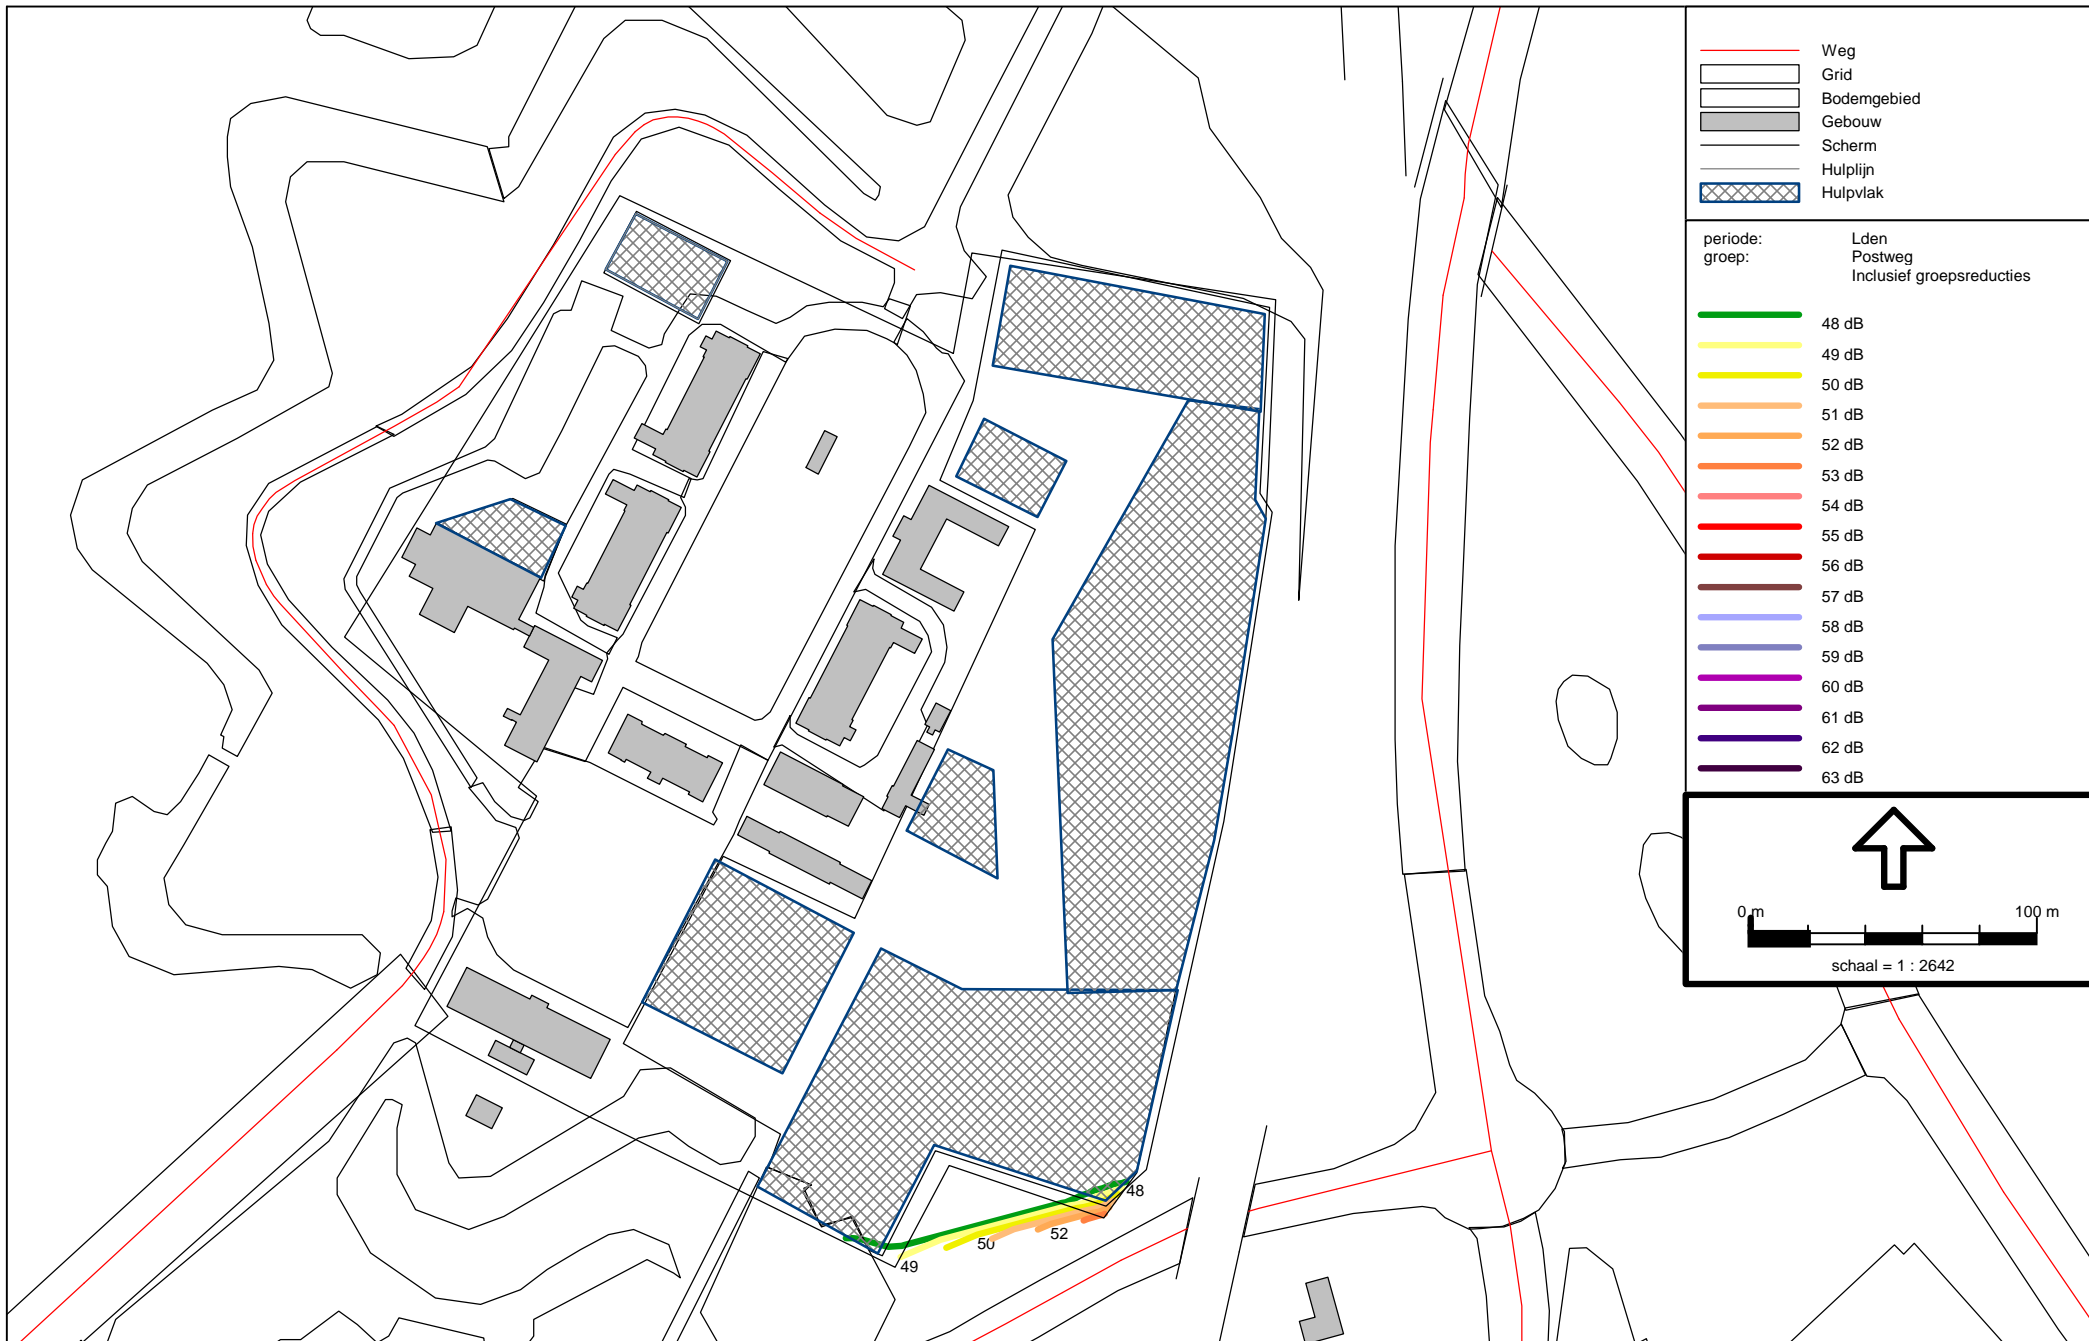 Weg
Grid
Bodemgebied
Gebouw
Scherm
Hulplijn
Hulpvlak
periode: Lden
groep: Postweg
Inclusief groepsreducties
48 dB
49 dB
50 dB
51 dB
52 dB
53 dB
54 dB
55 dB
56 dB
57 dB
58 dB
59 dB
60 dB
61 dB
62 dB
63 dB
0 m 100 m
schaal = 1 : 2642
48
52
50
49